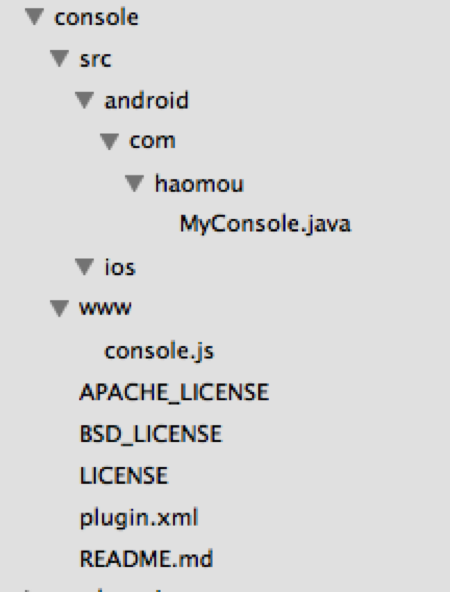 console
src
android
com
haomou
MyConsole.java
ios
www
console.js
APACHE_LICENSE
BSD_LICENSE
LICENSE
plugin.xml
README.md